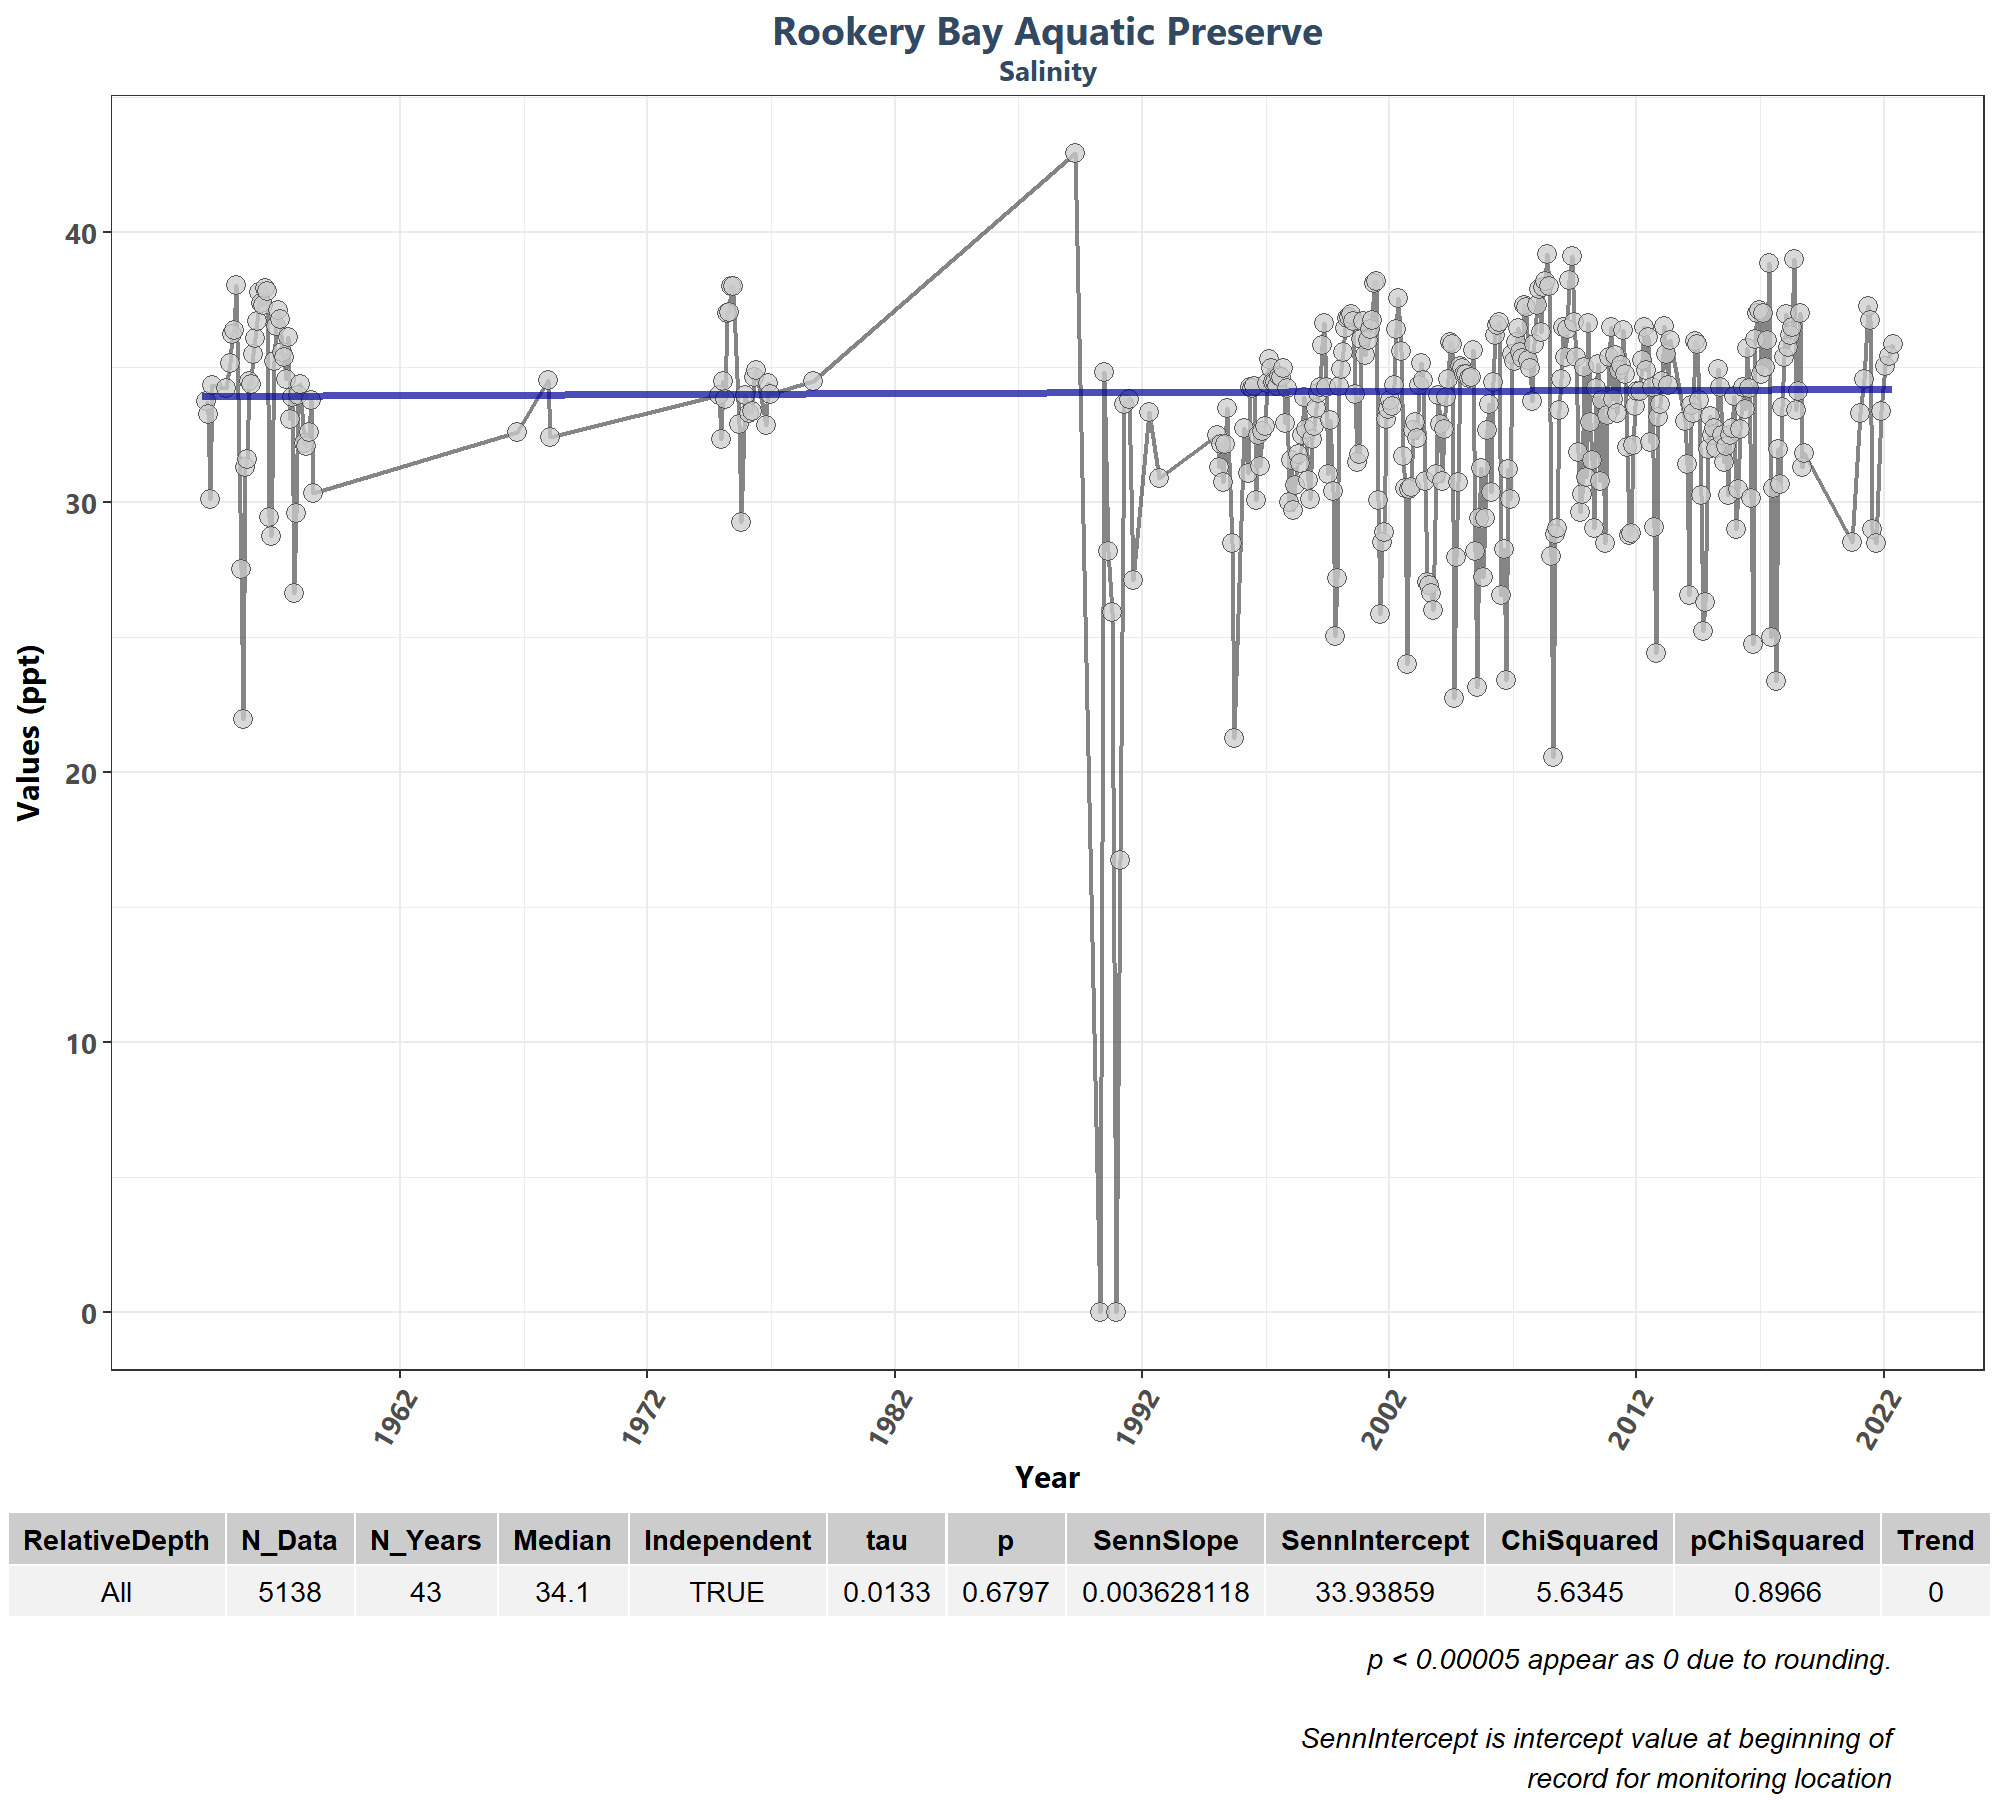 Rookery Bay Aquatic Preserve
Salinity
Values (ppt)
40
30
20
10
0
1962 1972 1982 1992 2002 2012 2022
Year
RelativeDepth N_Data N_Years Median Independent tau p SennSlope SennIntercept ChiSquared pChiSquared Trend
All 5138 43 34.1 TRUE 0.0133 0.6797 0.003628118 33.93859 5.6345 0.8966 0
p < 0.00005 appear as 0 due to rounding.
SennIntercept is intercept value at beginning of
record for monitoring location